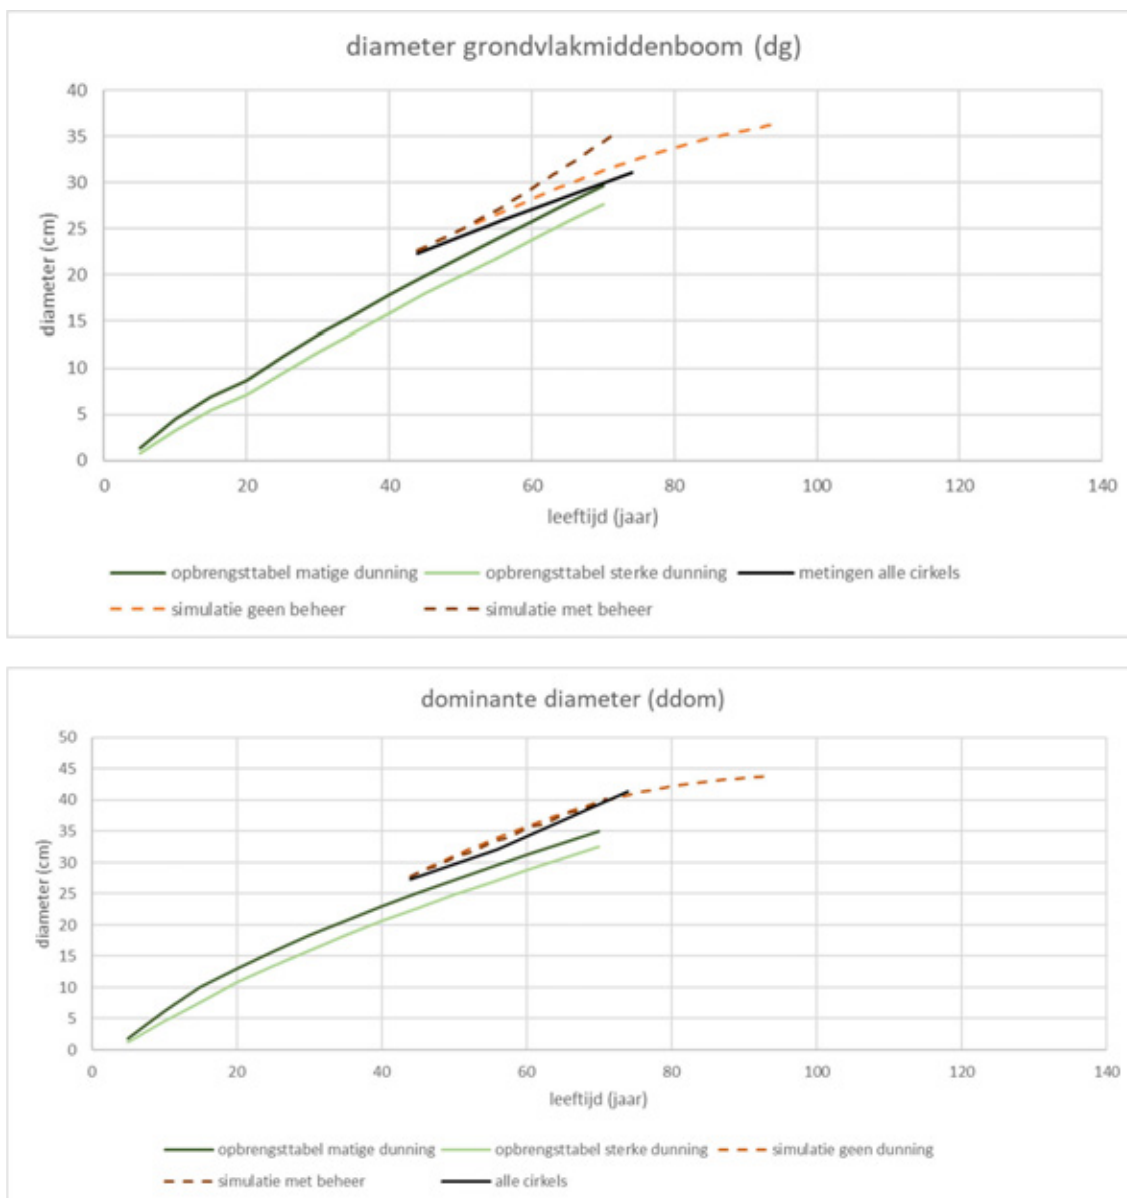 diameter grondvlakmiddenboom (dg)
40
35
30
25
20
15
10
5
0
diameter (cm)
0 20 40 60 80 100 120 140
leeftijd (jaar)
opbrengsttabel matige dunning opbrengsttabel sterke dunning metingen alle cirkels
simulatie geen beheer simulatie met beheer
dominante diameter (ddom)
50
45
40
35
30
25
20
15
10
5
0
diameter (cm)
0 20 40 60 80 100 120 140
leeftijd (jaar)
opbrengsttabel matige dunning opbrengsttabel sterke dunning simulatie geen dunning
simulatie met beheer alle cirkels